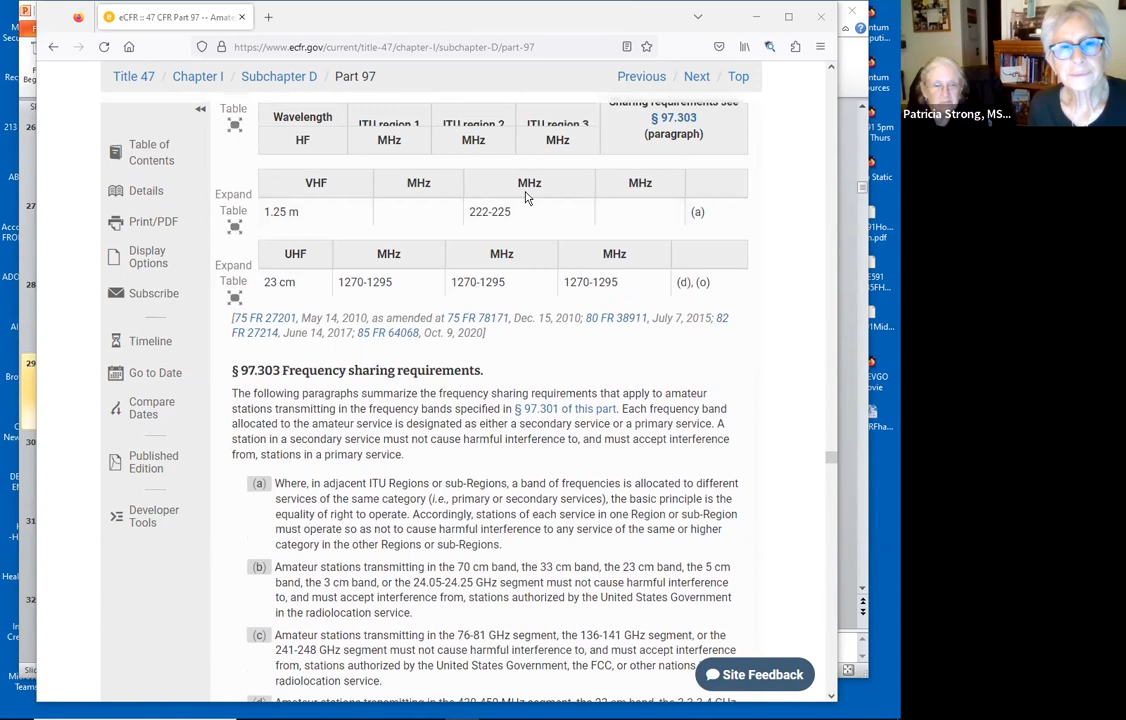 eCFR :: 47 CFR Part 97 -- Amate
https://www.ecfr.gov/current/title-47/chapter-I/subchapter-D/part-97
Title 47 Chapter I Subchapter D Part 97 Previous Next Top
Table of
Contents
Details
Print/PDF
Display
Options
Subscribe
Timeline
Go to Date
Compare
Dates
Published
Edition
Developer
Tools
Table
Wavelength ITU region 1 ITU region 2 ITU region 3 Sharing requirements see
§ 97.303
(paragraph)
HF MHz MHz MHz
Expand
Table
VHF MHz MHz MHz
1.25 m 222-225 (a)
Expand
Table
UHF MHz MHz MHz
23 cm 1270-1295 1270-1295 1270-1295 (d), (o)
[75 FR 27201, May 14, 2010, as amended at 75 FR 78171, Dec. 15, 2010; 80 FR 38911, July 7, 2015; 82
FR 27214, June 14, 2017; 85 FR 64068, Oct. 9, 2020]
§ 97.303 Frequency sharing requirements.
The following paragraphs summarize the frequency sharing requirements that apply to amateur
stations transmitting in the frequency bands specified in § 97.301 of this part. Each frequency band
allocated to the amateur service is designated as either a secondary service or a primary service. A
station in a secondary service must not cause harmful interference to, and must accept interference
from, stations in a primary service.
(a) Where, in adjacent ITU Regions or sub-Regions, a band of frequencies is allocated to different
services of the same category (i.e., primary or secondary services), the basic principle is the
equality of right to operate. Accordingly, stations of each service in one Region or sub-Region
must operate so as not to cause harmful interference to any service of the same or higher
category in the other Regions or sub-Regions.
(b) Amateur stations transmitting in the 70 cm band, the 33 cm band, the 23 cm band, the 5 cm
band, the 3 cm band, or the 24.05-24.25 GHz segment must not cause harmful interference
to, and must accept interference from, stations authorized by the United States Government
in the radiolocation service.
(c) Amateur stations transmitting in the 76-81 GHz segment, the 136-141 GHz segment, or the
241-248 GHz segment must not cause harmful interference to, and must accept interference
from, stations authorized by the United States Government, the FCC, or other nations
radiolocation service.
Site Feedback
Patricia Strong, MS...
213
26
27
28
29
30
31
32
Teams
5pm
Thurs
Static